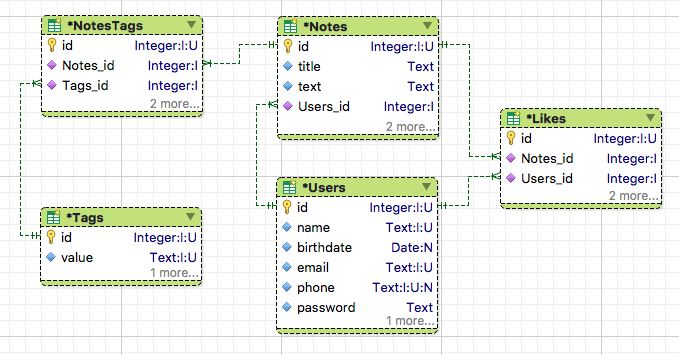 *NotesTags
id Integer:I:U
Notes_id Integer:I
Tags_id Integer:I
2 more...
*Notes
id Integer:I:U
title Text
text Text
Users_id Integer:I
2 more...
*Likes
id Integer:I:U
Notes_id Integer:I
Users_id Integer:I
2 more...
*Tags
id Integer:I:U
value Text:I:U
1 more...
*Users
id Integer:I:U
name Text:I:U
birthdate Date:N
email Text:I:U
phone Text:I:U:N
password Text
1 more...